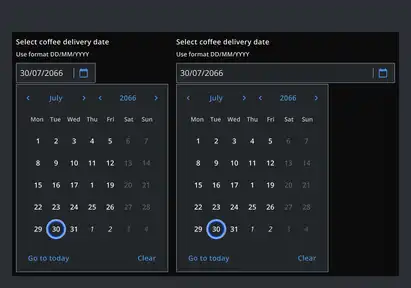 Select coffee delivery date
Use format DD/MM/YYYY
30/07/2066
July 2066
Mon Tue Wed Thu Fri Sat Sun
1 2 3 4 5 6 7
8 9 10 11 12 13 14
15 16 17 1 19 20 21
22 23 24 25 26 27 28
29 30 31 1 2 3 4
Go to today Clear
Select coffee delivery date
Use format DD/MM/YYYY
30/07/2066
July 2066
Mon Tue Wed Thu Fri Sat Sun
1 2 3 4 5 6 7
8 9 10 11 12 13 14
15 16 17 1 19 20 21
22 23 24 25 26 27 28
29 30 31 1 2 3 4
Go to today Clear